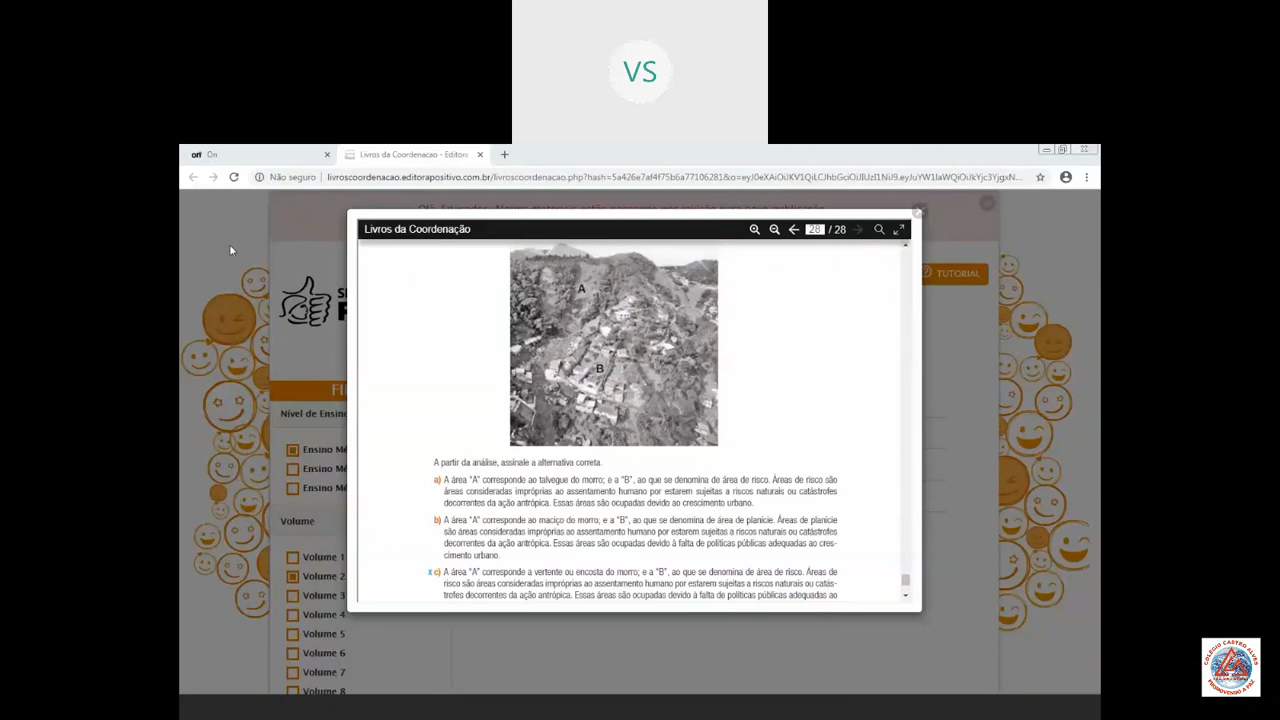 VS
on On
Livros da Coordenacao - Editora
Não seguro
livroscoordenacao.editorapositivo.com.br/livroscoordenacao.php?hash=5a426e7af4f75b6a77106281&o=eyJ0eXAiOiJKV1QiLCJhbGciOiJIUzI1NiJ9.eyJuYW1laWQiOiJkYjc3YjgxN...
Livros da Coordenação
28 / 28
TUTORIAL
A
B
FI
Nível de Ensino
Ensino Mé
Ensino Mé
Ensino Mé
Volume
Volume 1
Volume 2
Volume 3
Volume 4
Volume 5
Volume 6
Volume 7
Volume 8
A partir da análise, assinale a alternativa correta.
a) A área “A” corresponde ao talvegue do morro; e a “B”, ao que se denomina de área de risco. Áreas de risco são
áreas consideradas impróprias ao assentamento humano por estarem sujeitas a riscos naturais ou catástrofes
decorrentes da ação antrópica. Essas áreas são ocupadas devido ao crescimento urbano.
b) A área “A” corresponde ao maciço do morro; e a “B”, ao que se denomina de área de planície. Áreas de planície
são áreas consideradas impróprias ao assentamento humano por estarem sujeitas a riscos naturais ou catástrofes
decorrentes da ação antrópica. Essas áreas são ocupadas devido à falta de políticas públicas adequadas ao cres-
cimento urbano.
x c) A área “A” corresponde a vertente ou encosta do morro; e a “B”, ao que se denomina de área de risco. Áreas de
risco são áreas consideradas impróprias ao assentamento humano por estarem sujeitas a riscos naturais ou catás-
trofes decorrentes da ação antrópica. Essas áreas são ocupadas devido à falta de políticas públicas adequadas ao
COLÉGIO CASTRO ALVES
PROMOVENDO A PAZ